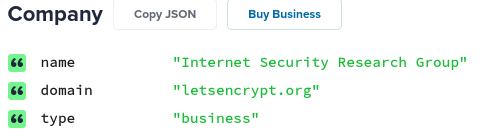 Company Copy JSON Buy Business
name "Internet Security Research Group"
domain "letsencrypt.org"
type "business"